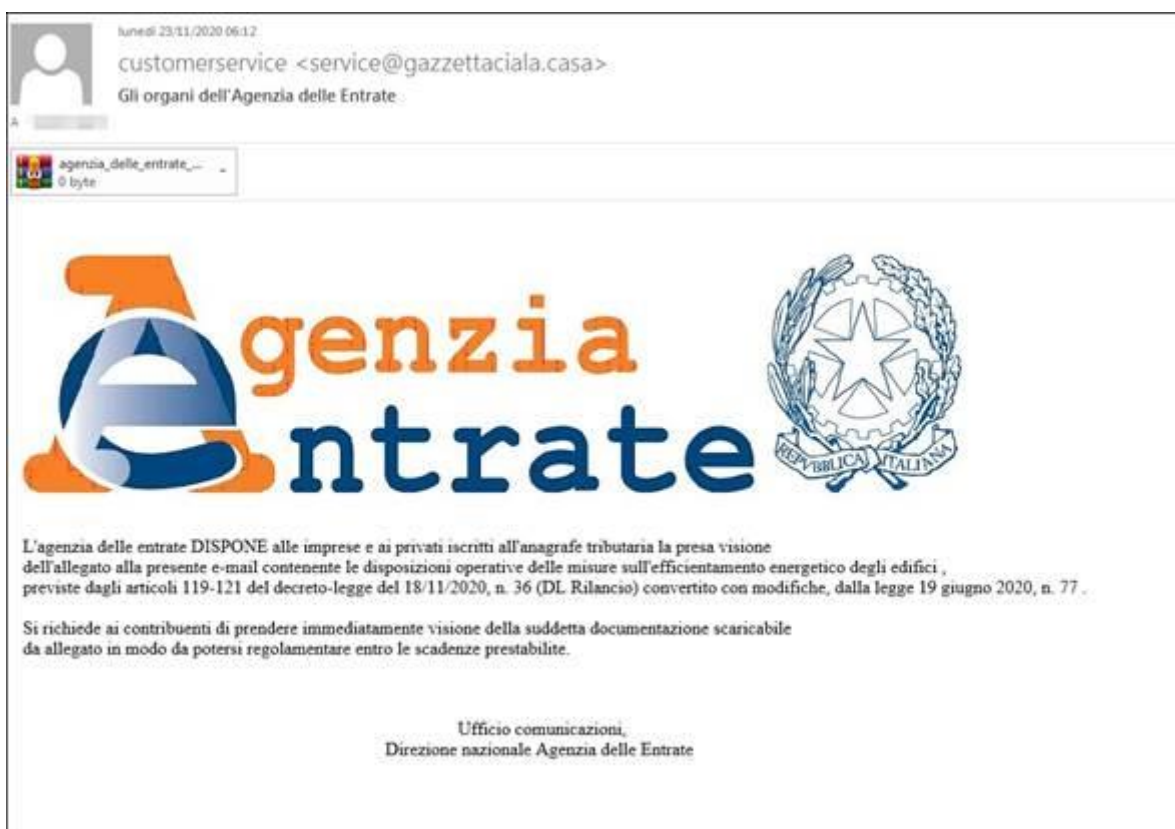 lunedì 23/11/2020 06:12
customerservice <service@gazzettaciala.casa>
Gli organi dell'Agenzia delle Entrate
A
agenzia_delle_entrate_...
0 byte
Agenzia
Entrate
REPVBBLICA ITALIANA
L'agenzia delle entrate DISPONE alle imprese e ai privati iscritti all'anagrafe tributaria la presa visione
dell'allegato alla presente e-mail contenente le disposizioni operative delle misure sull'efficientamento energetico degli edifici ,
previste dagli articoli 119-121 del decreto-legge del 18/11/2020, n. 36 (DL Rilancio) convertito con modifiche, dalla legge 19 giugno 2020, n. 77 .
Si richiede ai contribuenti di prendere immediatamente visione della suddetta documentazione scaricabile
da allegato in modo da potersi regolamentare entro le scadenze prestabilite.
Ufficio comunicazioni,
Direzione nazionale Agenzia delle Entrate